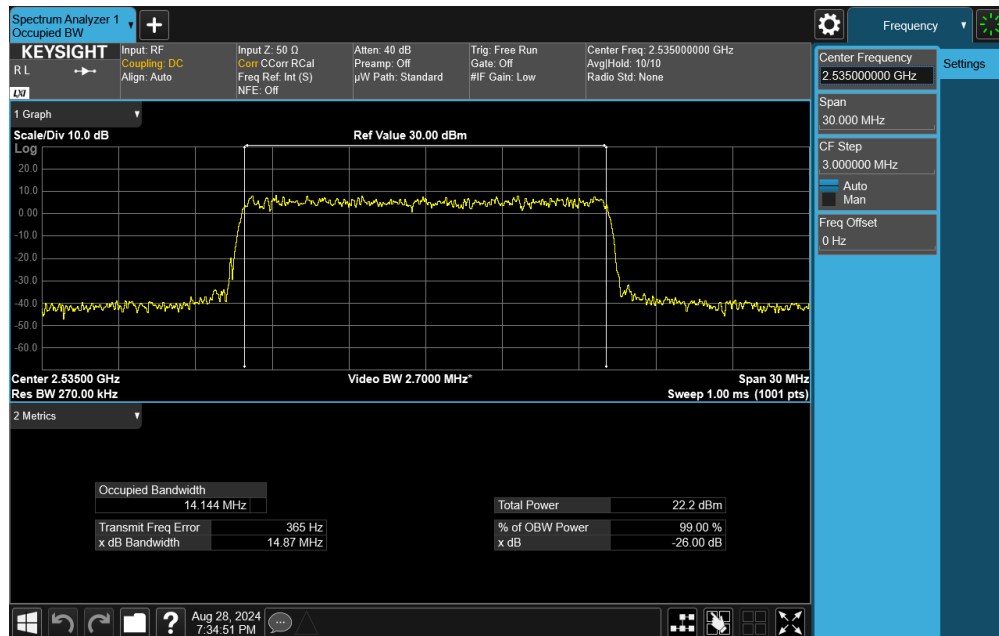 Spectrum Analyzer 1
Occupied BW
Frequency
KEYSIGHT
R L
LXI
Input: RF
Coupling: DC
Align: Auto
Input Z: 50 Ω
Corr CCorr RCal
Freq Ref: Int (S)
NFE: Off
Atten: 40 dB
Preamp: Off
µW Path: Standard
Trig: Free Run
Gate: Off
#IF Gain: Low
Center Freq: 2.535000000 GHz
Avg|Hold: 10/10
Radio Std: None
Center Frequency
2.535000000 GHz
Settings
Span
30.000 MHz
CF Step
3.000000 MHz
Auto
Man
Freq Offset
0 Hz
1 Graph
Scale/Div 10.0 dB
Ref Value 30.00 dBm
Log
20.0
10.0
0.00
-10.0
-20.0
-30.0
-40.0
-50.0
-60.0
Center 2.53500 GHz
Video BW 2.7000 MHz*
Span 30 MHz
Res BW 270.00 kHz
Sweep 1.00 ms (1001 pts)
2 Metrics
Occupied Bandwidth
14.144 MHz
Total Power 22.2 dBm
Transmit Freq Error 365 Hz
% of OBW Power 99.00 %
x dB Bandwidth 14.87 MHz
x dB -26.00 dB
?
Aug 28, 2024
7:34:51 PM